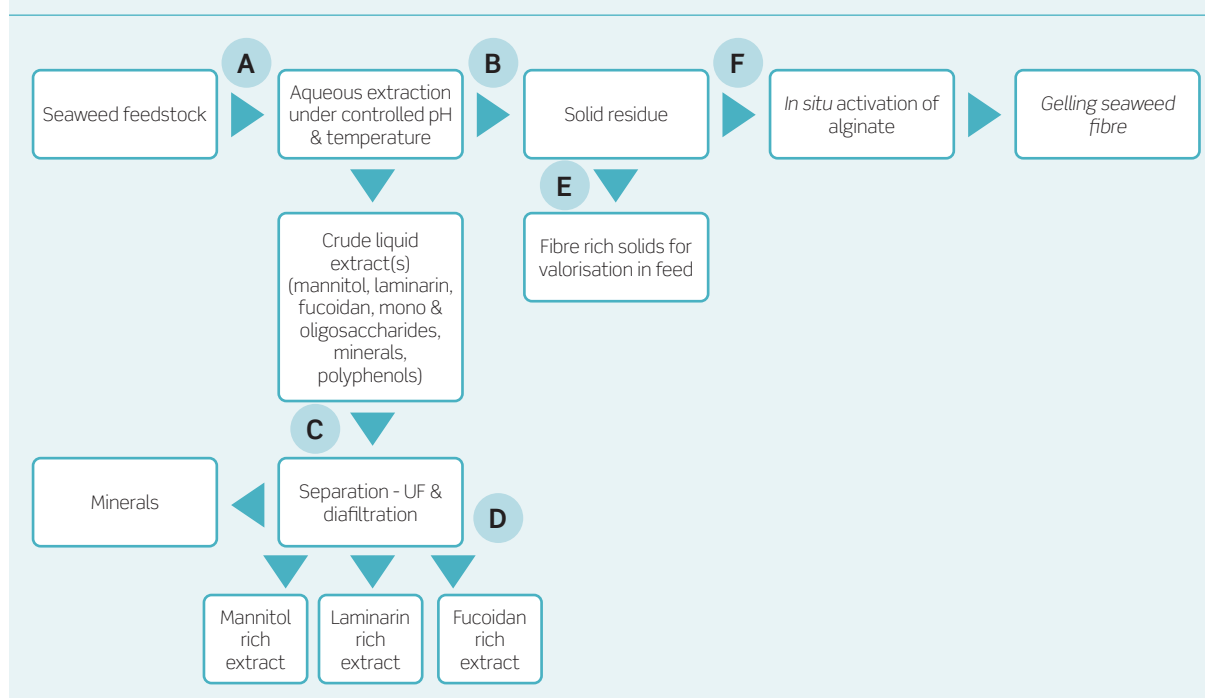 A
B
F
Seaweed feedstock
Aqueous extraction
under controlled pH
& temperature
Solid residue
In situ activation of
alginate
Gelling seaweed
fibre
E
Crude liquid
extract(s)
(mannitol, laminarin,
fucoidan, mono &
oligosaccharides,
minerals,
polyphenols)
Fibre rich solids for
valorisation in feed
C
Minerals
Separation - UF &
diafiltration
D
Mannitol
rich
extract
Laminarin
rich
extract
Fucoidan
rich
extract